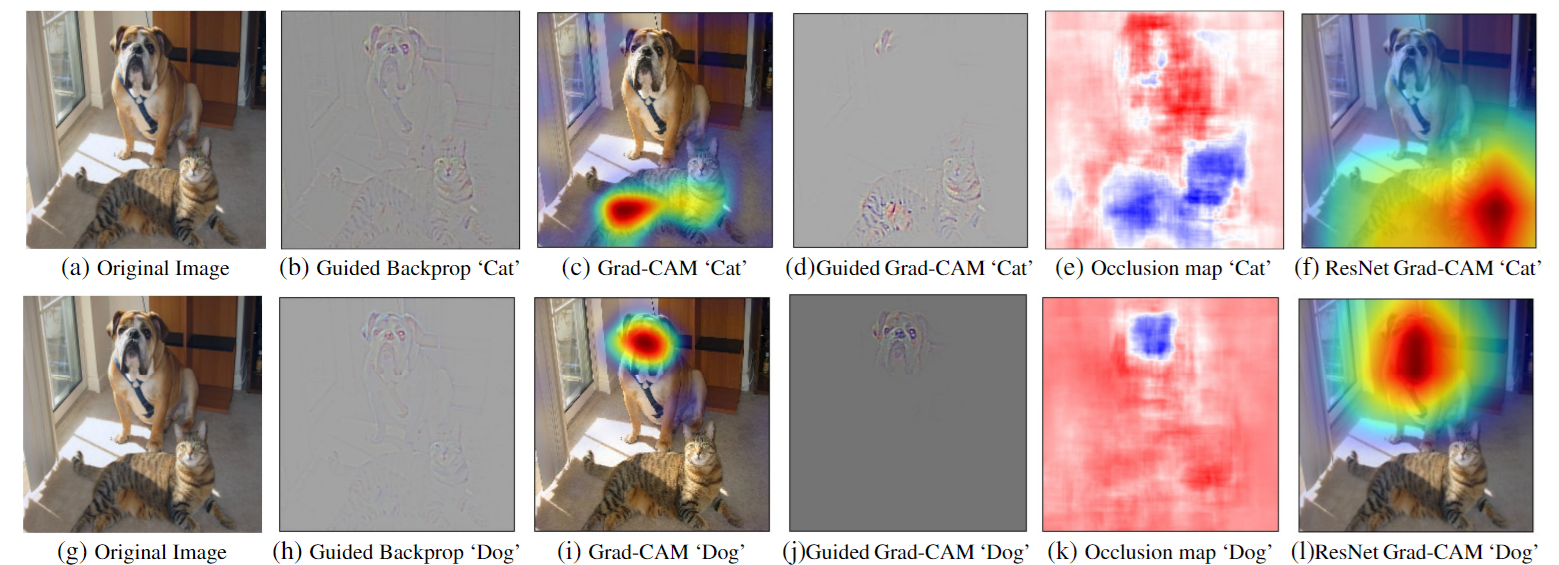 (a) Original Image
(b) Guided Backprop ‘Cat’
(c) Grad-CAM ‘Cat’
(d)Guided Grad-CAM ‘Cat’
(e) Occlusion map ‘Cat’
(f) ResNet Grad-CAM ‘Cat’
(g) Original Image
(h) Guided Backprop ‘Dog’
(i) Grad-CAM ‘Dog’
(j)Guided Grad-CAM ‘Dog’
(k) Occlusion map ‘Dog’
(l)ResNet Grad-CAM ‘Dog’